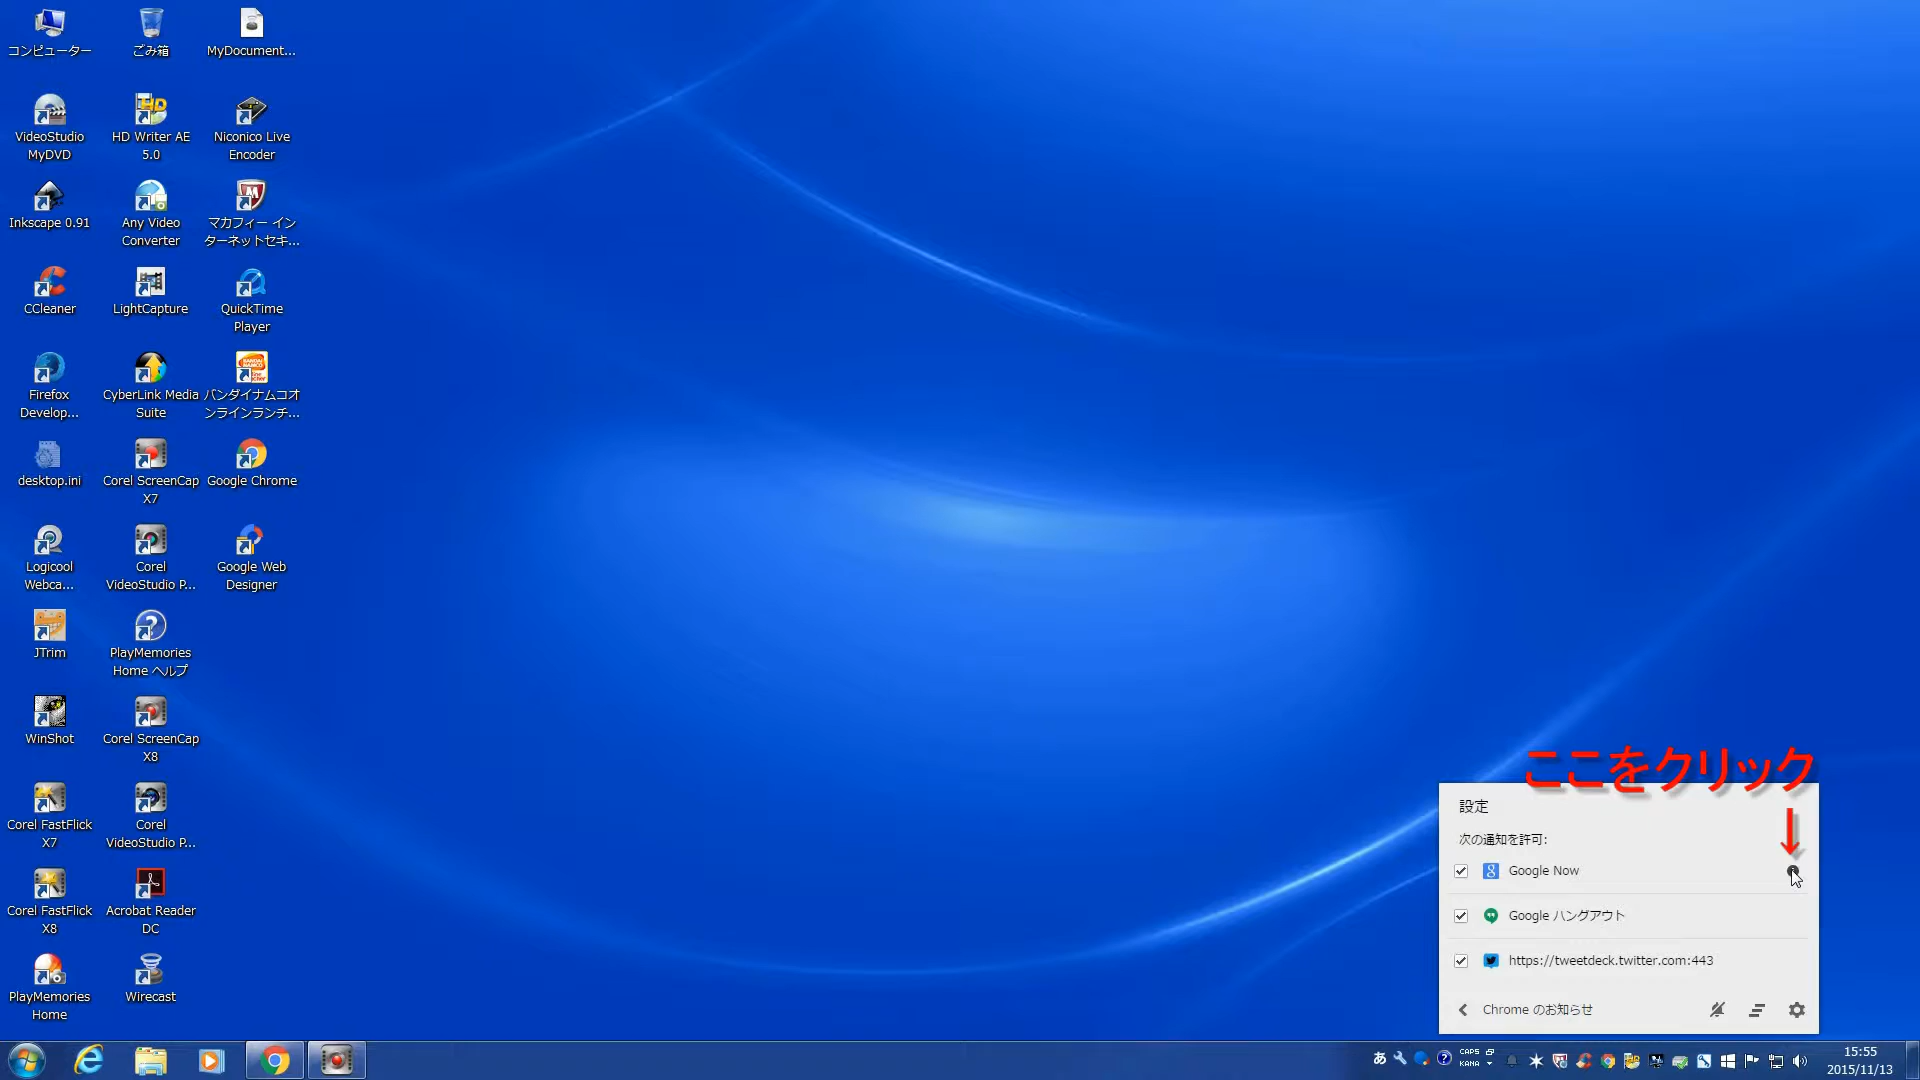 コンピューター
ごみ箱
MyDocument...
VideoStudio
MyDVD
HD Writer AE
5.0
Niconico Live
Encoder
Inkscape 0.91
Any Video
Converter
マカフィー イン
ターネットセキ...
CCleaner
LightCapture
QuickTime
Player
Firefox
Develop...
CyberLink Media
Suite
バンダイナムコオ
ンラインランチ...
desktop.ini
Corel ScreenCap
X7
Google Chrome
Logicool
Webca...
Corel
VideoStudio P...
Google Web
Designer
JTrim
PlayMemories
Home ヘルプ
WinShot
Corel ScreenCap
X8
Corel FastFlick
X7
Corel
VideoStudio P...
Corel FastFlick
X8
Acrobat Reader
DC
PlayMemories
Home
Wirecast
ここをクリック
設定
次の通知を許可:
Google Now
Google ハングアウト
https://tweetdeck.twitter.com:443
Chrome のお知らせ
あ
CAPS
KANA
15:55
2015/11/13